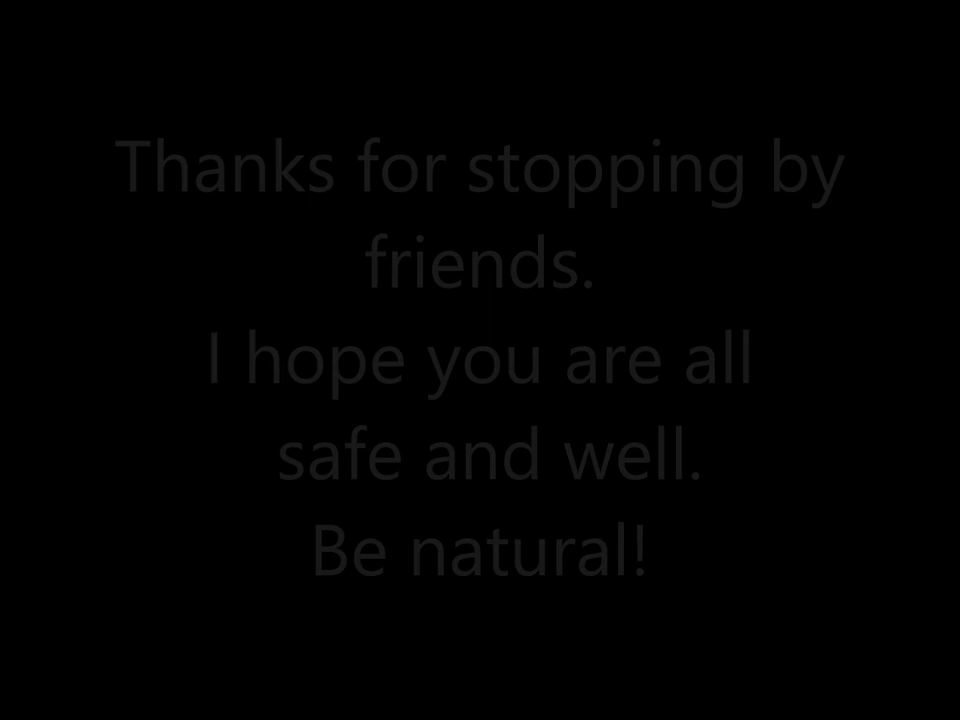 Thanks for stopping by
friends.
I hope you are all
safe and well.
Be natural!